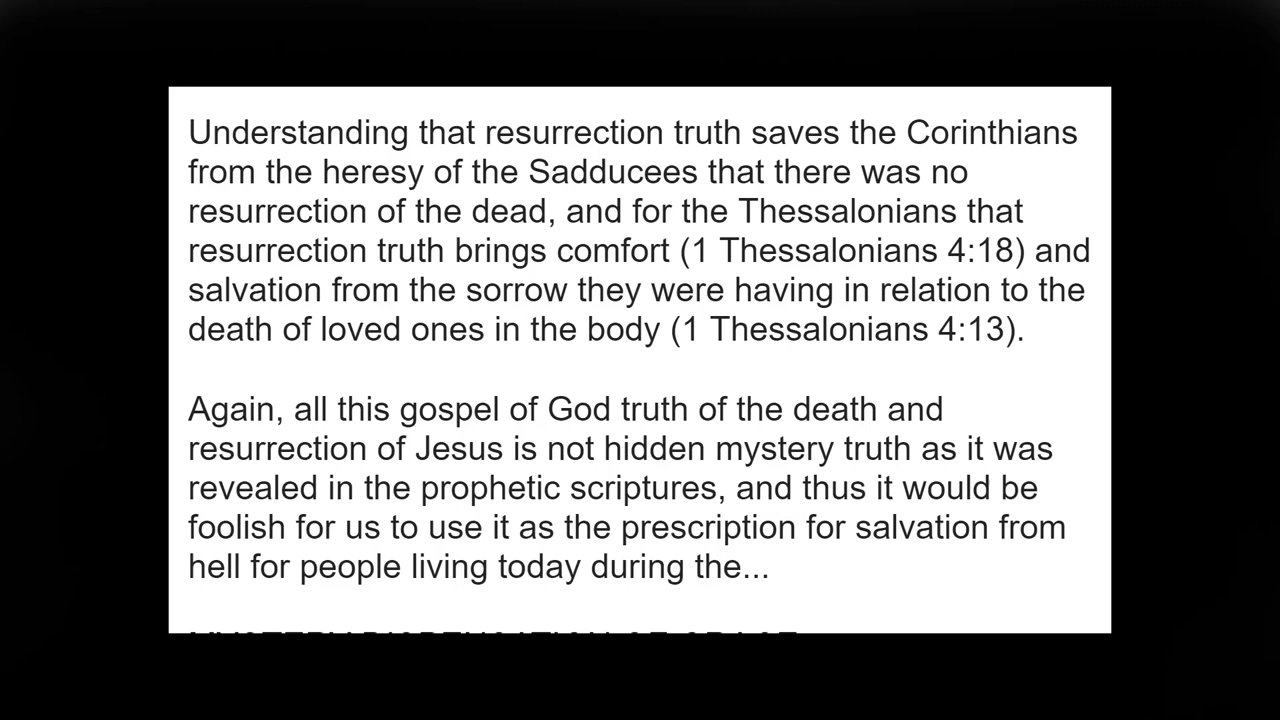 Understanding that resurrection truth saves the Corinthians
from the heresy of the Sadducees that there was no
resurrection of the dead, and for the Thessalonians that
resurrection truth brings comfort (1 Thessalonians 4:18) and
salvation from the sorrow they were having in relation to the
death of loved ones in the body (1 Thessalonians 4:13).
Again, all this gospel of God truth of the death and
resurrection of Jesus is not hidden mystery truth as it was
revealed in the prophetic scriptures, and thus it would be
foolish for us to use it as the prescription for salvation from
hell for people living today during the...